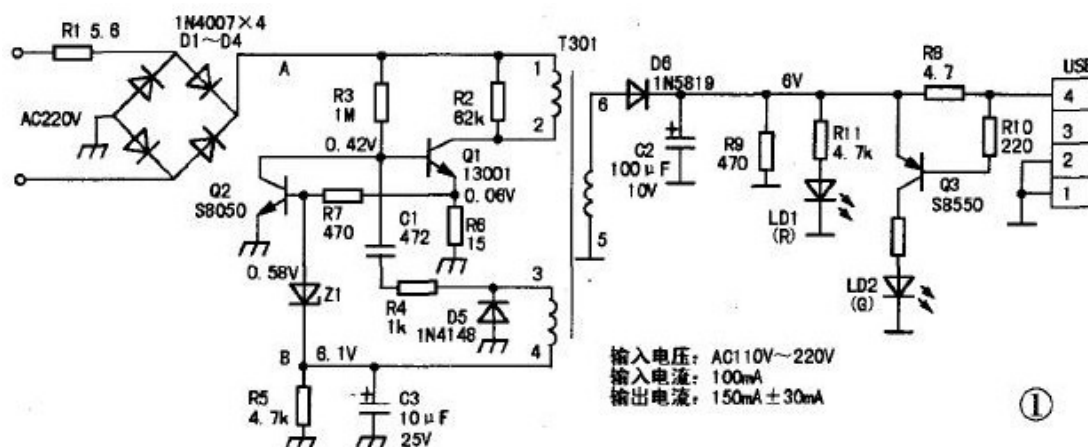 R1 5.6
1N4007×4
D1～D4
AC220V
A
R3
1M
R2
62k
T301
1
2
0.42V
Q1
13001
0.06V
Q2
S8050
R7
470
C1
472
R6
15
0.58V
Z1
R4
1k
D5
1N4148
3
4
B
6.1V
R5
4.7k
C3
10μF
25V
6
5
D6
1N5819
6V
C2
100μF
10V
R9
470
R11
4.7k
LD1
(R)
R8
4.7
R10
220
Q3
S8550
LD2
(G)
USB
4
3
2
1
输入电压：AC110V～220V
输入电流：100mA
输出电流：150mA±30mA
①